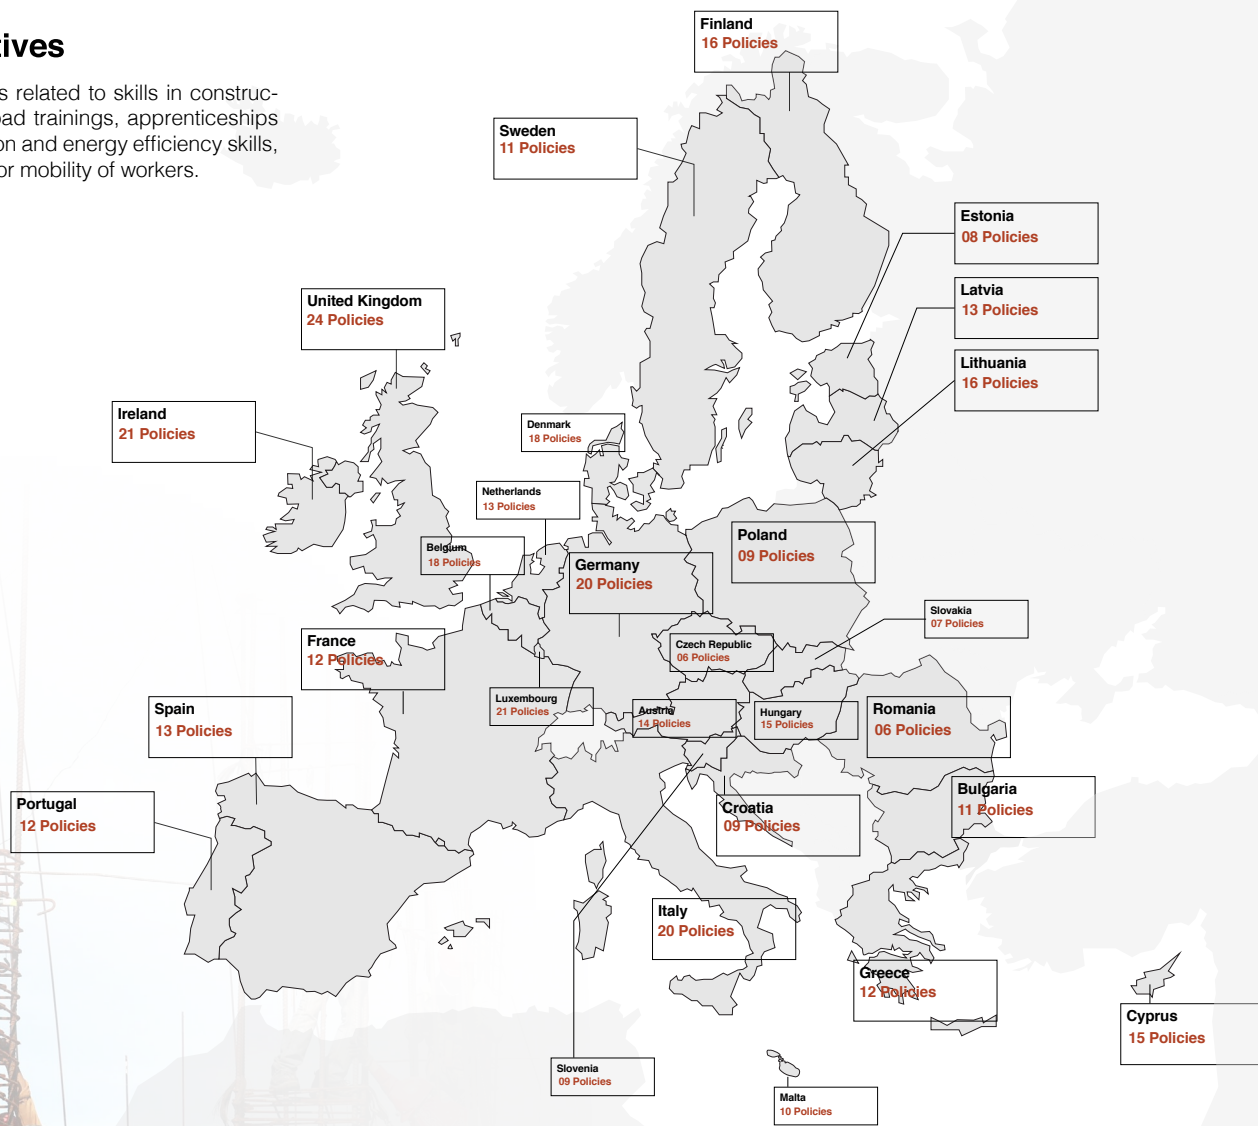 tives
s related to skills in construc-
oad trainings, apprenticeships
on and energy efficiency skills,
or mobility of workers.
Finland
16 Policies
Sweden
11 Policies
Estonia
08 Policies
Latvia
13 Policies
Lithuania
16 Policies
United Kingdom
24 Policies
Ireland
21 Policies
Denmark
18 Policies
Netherlands
13 Policies
Belgium
18 Policies
Germany
20 Policies
Poland
09 Policies
Slovakia
07 Policies
Czech Republic
06 Policies
France
12 Policies
Luxembourg
21 Policies
Austria
14 Policies
Hungary
15 Policies
Romania
06 Policies
Spain
13 Policies
Portugal
12 Policies
Croatia
09 Policies
Bulgaria
11 Policies
Italy
20 Policies
Greece
12 Policies
Cyprus
15 Policies
Slovenia
09 Policies
Malta
10 Policies